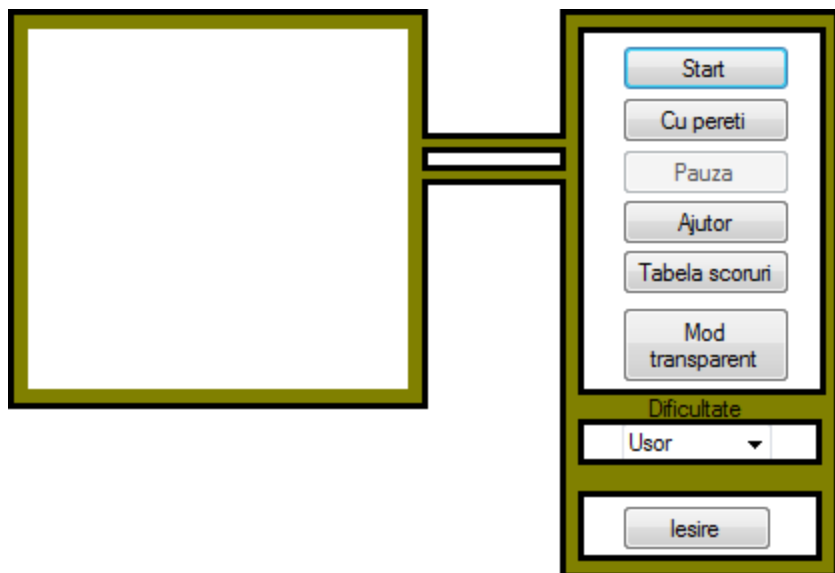 Start
Cu pereti
Pauza
Ajutor
Tabela scoruri
Mod
transparent
Dificultate
Usor
Iesire